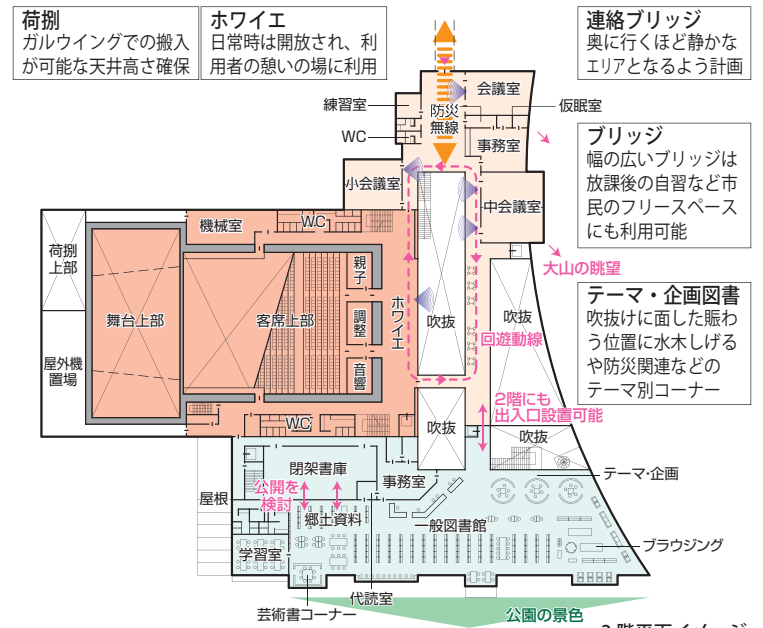 荷捌
ガルウイングでの搬入
が可能な天井高さ確保
ホワイエ
日常時は開放され、利
用者の憩いの場に利用
連絡ブリッジ
奥に行くほど静かな
エリアとなるよう計画
ブリッジ
幅の広いブリッジは
放課後の自習など市
民のフリースペース
にも利用可能
テーマ・企画図書
吹抜けに面した賑わ
う位置に水木しげる
や防災関連などの
テーマ別コーナー
会議室
練習室
防災
無線
仮眠室
WC
事務室
小会議室
中会議室
機械室
WC
荷捌
上部
大山の眺望
親子
舞台上部
客席上部
調整
ホワイエ
吹抜
吹抜
回遊動線
屋外機
置場
音響
2階にも
出入口設置可能
WC
吹抜
吹抜
閉架書庫
事務室
テーマ・企画
公開を
検討
屋根
郷土資料
一般図書館
ブラウジング
学習室
代読室
芸術書コーナー
公園の景色